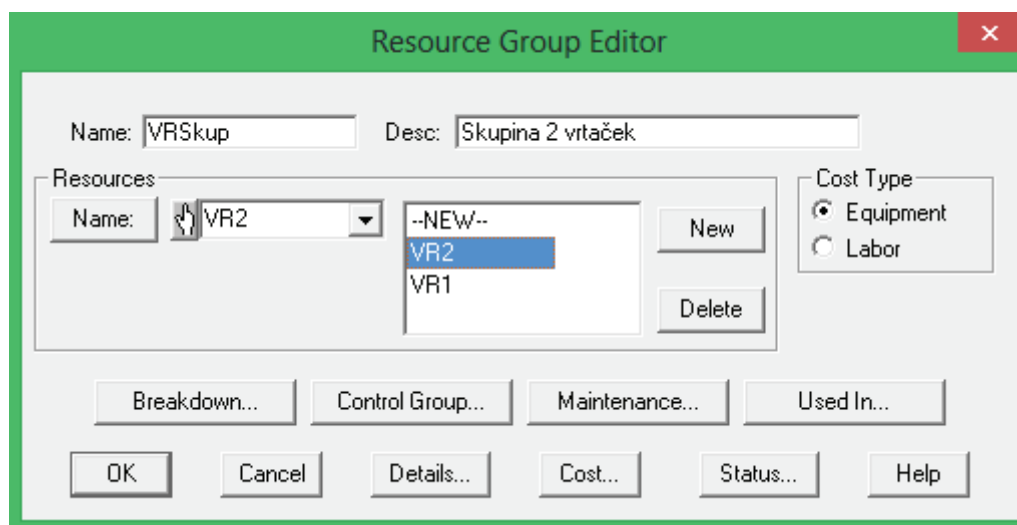 Resource Group Editor
Name: VRSkup Desc: Skupina 2 vrtaček
Resources Cost Type
Name: VR2 --NEW-- New Equipment
VR2 Labor
VR1
Delete
Breakdown... Control Group... Maintenance... Used In...
OK Cancel Details... Cost... Status... Help